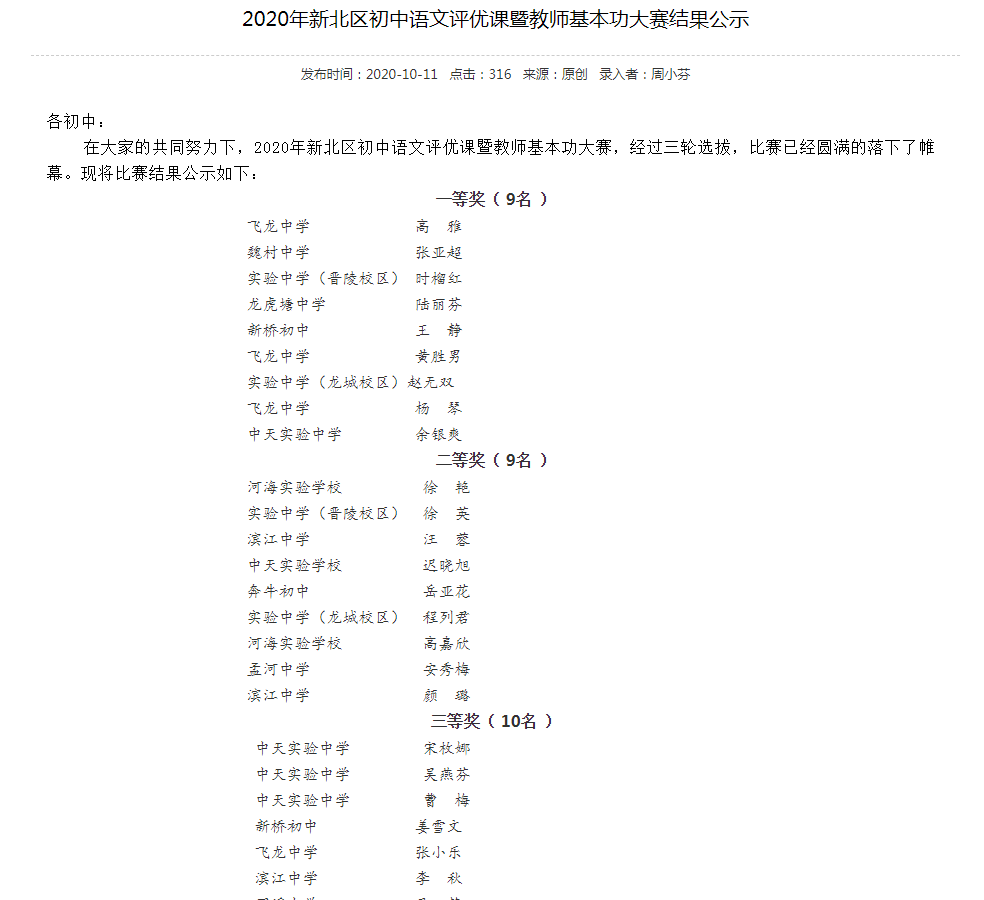 2020年新北区初中语文评优课暨教师基本功大赛结果公示
发布时间：2020-10-11 点击：316 来源：原创 录入者：周小芬
各初中：
在大家的共同努力下，2020年新北区初中语文评优课暨教师基本功大赛，经过三轮选拔，比赛已经圆满的落下了帷
幕。现将比赛结果公示如下：
一等奖（ 9名 ）
飞龙中学 高 雅
魏村中学 张亚超
实验中学（晋陵校区） 时榴红
龙虎塘中学 陆丽芬
新桥初中 王 静
飞龙中学 黄胜男
实验中学（龙城校区）赵无双
飞龙中学 杨 琴
中天实验中学 余银爽
二等奖（ 9名 ）
河海实验学校 徐 艳
实验中学（晋陵校区） 徐 英
滨江中学 汪 蓉
中天实验学校 迟晓旭
奔牛初中 岳亚花
实验中学（龙城校区） 程列君
河海实验学校 高嘉欣
孟河中学 安秀梅
滨江中学 颜 璐
三等奖（ 10名 ）
中天实验中学 宋枚娜
中天实验中学 吴燕芬
中天实验中学 曹 梅
新桥初中 姜雪文
飞龙中学 张小乐
滨江中学 李 秋